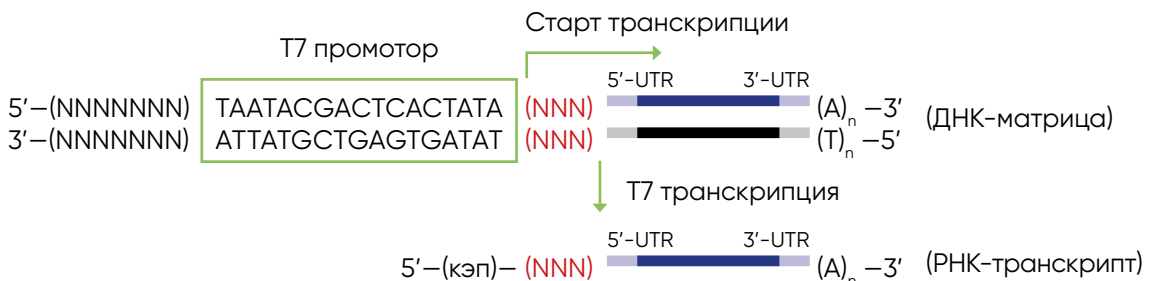 Старт транскрипции
Т7 промотор
5'-UTR 3'-UTR
5'–(NNNNNNN) TAATACGACTCACTATA (NNN) (A)n –3' (ДНК-матрица)
3'–(NNNNNNN) ATTATGCTGAGTGATAT (NNN) (T)n –5'
Т7 транскрипция
5'-UTR 3'-UTR
5'–(кэп)– (NNN) (A)n –3' (РНК-транскрипт)